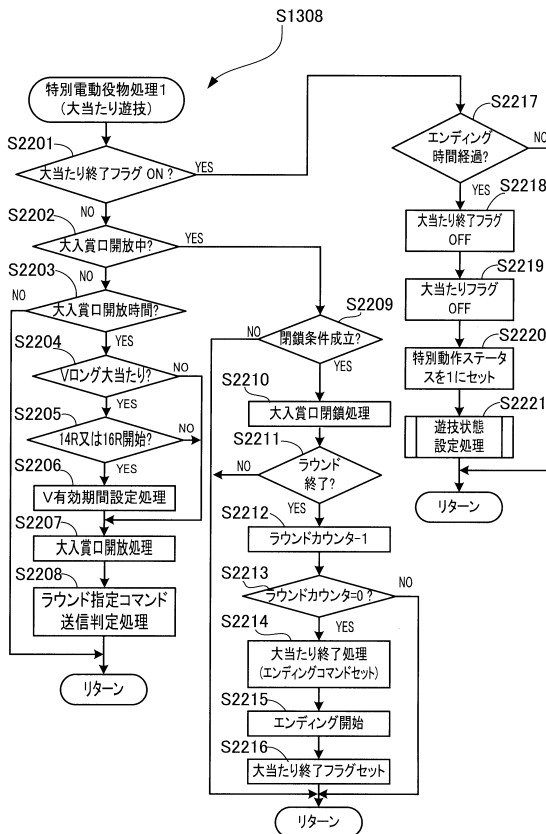 S1308
特別電動役物処理1
(大当たり遊技)
S2201
大当たり終了フラグ ON?
YES
NO
S2202
大入賞口開放中?
YES
NO
S2203
NO
大入賞口開放時間?
YES
S2204
Vロング大当たり?
NO
YES
S2205
14R又は16R開始?
NO
YES
S2206
V有効期間設定処理
S2207
大入賞口開放処理
S2208
ラウンド指定コマンド
送信判定処理
リターン
S2209
NO
閉鎖条件成立?
YES
S2210
大入賞口閉鎖処理
S2211
NO
ラウンド
終了?
YES
S2212
ラウンドカウンタ-1
S2213
NO
ラウンドカウンタ=0?
YES
S2214
大当たり終了処理
(エンディングコマンドセット)
S2215
エンディング開始
S2216
大当たり終了フラグセット
リターン
S2217
エンディング
時間経過?
NO
YES
S2218
大当たり終了フラグ
OFF
S2219
大当たりフラグ
OFF
S2220
特別動作ステータ
スを1にセット
S2221
遊技状態
設定処理
リターン